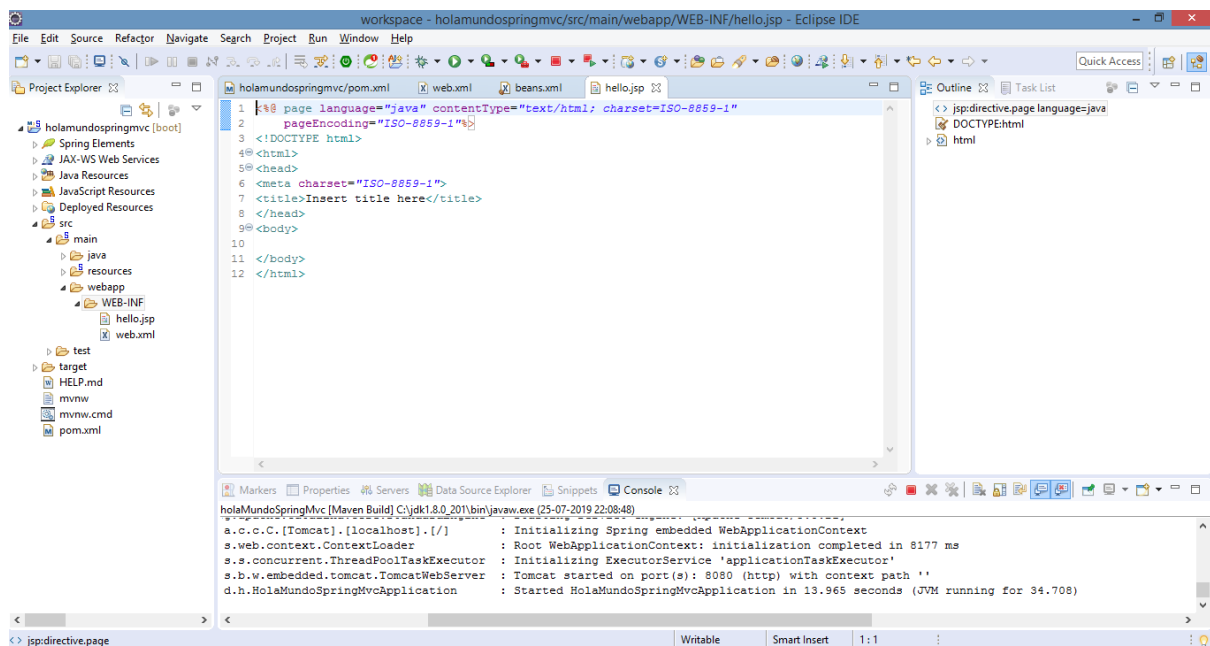 workspace - holamundospringmvc/src/main/webapp/WEB-INF/hello.jsp - Eclipse IDE
File Edit Source Refactor Navigate Search Project Run Window Help
Quick Access
Project Explorer
holamundospringmvc [boot]
Spring Elements
JAX-WS Web Services
Java Resources
JavaScript Resources
Deployed Resources
src
main
java
resources
webapp
WEB-INF
hello.jsp
web.xml
test
target
HELP.md
mvnw
mvnw.cmd
pom.xml
holamundospringmvc/pom.xml web.xml beans.xml hello.jsp
1 <%@ page language="java" contentType="text/html; charset=ISO-8859-1"
2 pageEncoding="ISO-8859-1"%>
3 <!DOCTYPE html>
4 <html>
5 <head>
6 <meta charset="ISO-8859-1">
7 <title>Insert title here</title>
8 </head>
9 <body>
10
11 </body>
12 </html>
Outline Task List
jsp:directive.page language=java
DOCTYPE:html
html
Markers Properties Servers Data Source Explorer Snippets Console
holaMundoSpringMvc [Maven Build] C:\jdk1.8.0_201\bin\javaw.exe (25-07-2019 22:08:48)
a.c.c.C.[Tomcat].[localhost].[/] : Initializing Spring embedded WebApplicationContext
s.web.context.ContextLoader : Root WebApplicationContext: initialization completed in 8177 ms
s.s.concurrent.ThreadPoolTaskExecutor : Initializing ExecutorService 'applicationTaskExecutor'
s.b.w.embedded.tomcat.TomcatWebServer : Tomcat started on port(s): 8080 (http) with context path ''
d.h.HolaMundoSpringMvcApplication : Started HolaMundoSpringMvcApplication in 13.965 seconds (JVM running for 34.708)
jsp:directive.page Writable Smart Insert 1 : 1